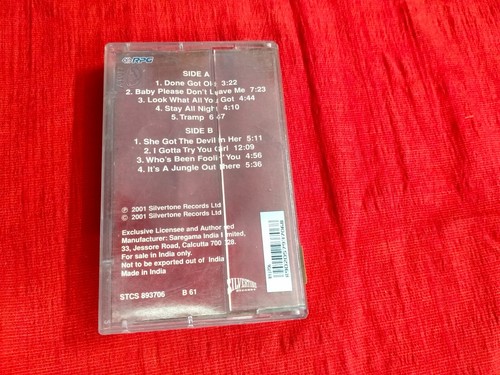 RPG
SIDE A
1. Done Got Old 3:22
2. Baby Please Don't Leave Me 7:23
3. Look What All You Got 4:44
4. Stay All Night 4:10
5. Tramp 6:47
SIDE B
1. She Got The Devil In Her 5:11
2. I Gotta Try You Girl 12:09
3. Who's Been Foolin' You 4:56
4. It's A Jungle Out There 5:36
℗ 2001 Silvertone Records Ltd
© 2001 Silvertone Records Ltd
Exclusive Licensee and Authorised
Manufacturer: Saregama India Limited,
33, Jessore Road, Calcutta 700 028.
For sale in India only.
Not to be exported out of India
Made in India
STCS 893706 B 61
SILVERTONE
RECORDS